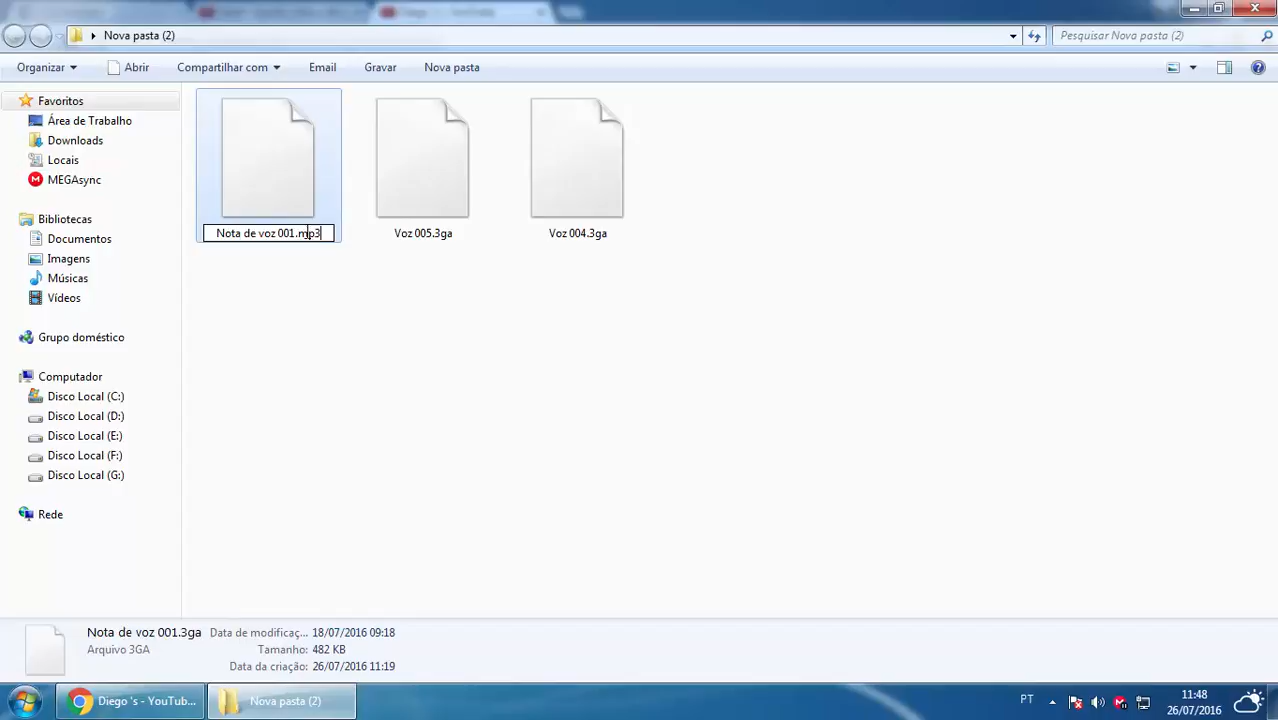 Nova pasta (2)
Pesquisar Nova pasta (2)
Organizar
Abrir
Compartilhar com
Email
Gravar
Nova pasta
Favoritos
Área de Trabalho
Downloads
Locais
MEGAsync
Bibliotecas
Documentos
Imagens
Músicas
Vídeos
Grupo doméstico
Computador
Disco Local (C:)
Disco Local (D:)
Disco Local (E:)
Disco Local (F:)
Disco Local (G:)
Rede
Nota de voz 001.mp3
Voz 005.3ga
Voz 004.3ga
Nota de voz 001.3ga
Arquivo 3GA
Data de modificaç... 18/07/2016 09:18
Tamanho: 482 KB
Data da criação: 26/07/2016 11:19
Diego 's - YouTub...
Nova pasta (2)
PT
11:48
26/07/2016